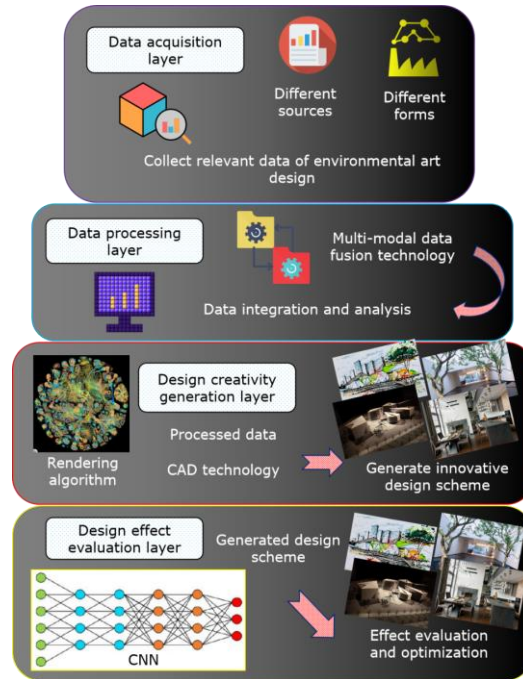 Data acquisition
layer
Different
sources
Different
forms
Collect relevant data of environmental art
design
Data processing
layer
Multi-modal data
fusion technology
Data integration and analysis
Design creativity
generation layer
Processed data
CAD technology
Rendering
algorithm
Generate innovative
design scheme
Design effect
evaluation layer
Generated design
scheme
CNN
Effect evaluation
and optimization